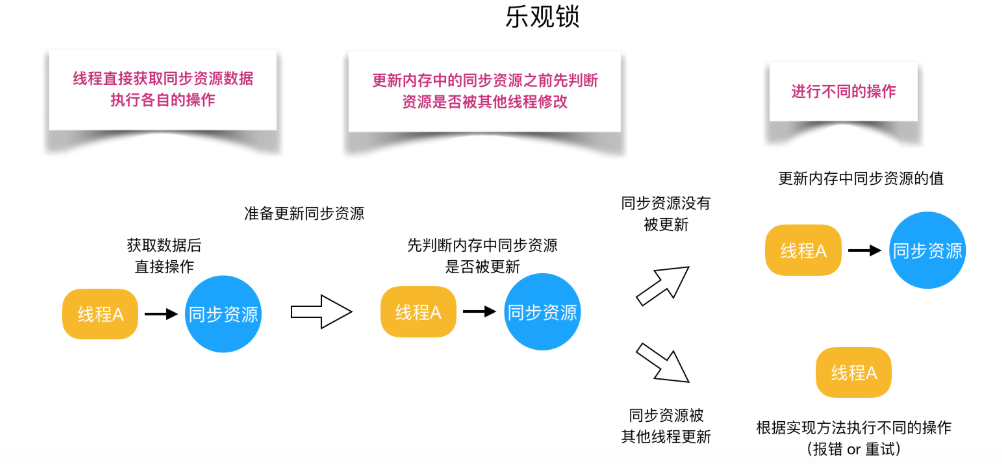 乐观锁
线程直接获取同步资源数据
执行各自的操作
更新内存中的同步资源之前先判断
资源是否被其他线程修改
进行不同的操作
准备更新同步资源
获取数据后
直接操作
线程A
同步资源
先判断内存中同步资源
是否被更新
线程A
同步资源
同步资源没有
被更新
更新内存中同步资源的值
线程A
同步资源
同步资源被
其他线程更新
线程A
根据实现方法执行不同的操作
（报错 or 重试）